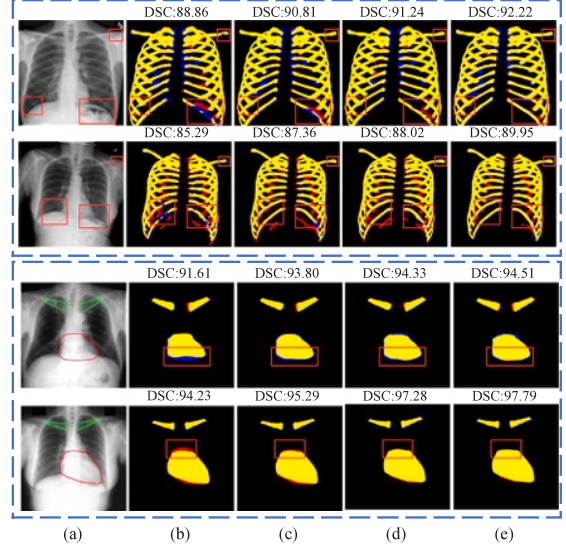 DSC:88.86 DSC:90.81 DSC:91.24 DSC:92.22
DSC:85.29 DSC:87.36 DSC:88.02 DSC:89.95
DSC:91.61 DSC:93.80 DSC:94.33 DSC:94.51
DSC:94.23 DSC:95.29 DSC:97.28 DSC:97.79
(a) (b) (c) (d) (e)